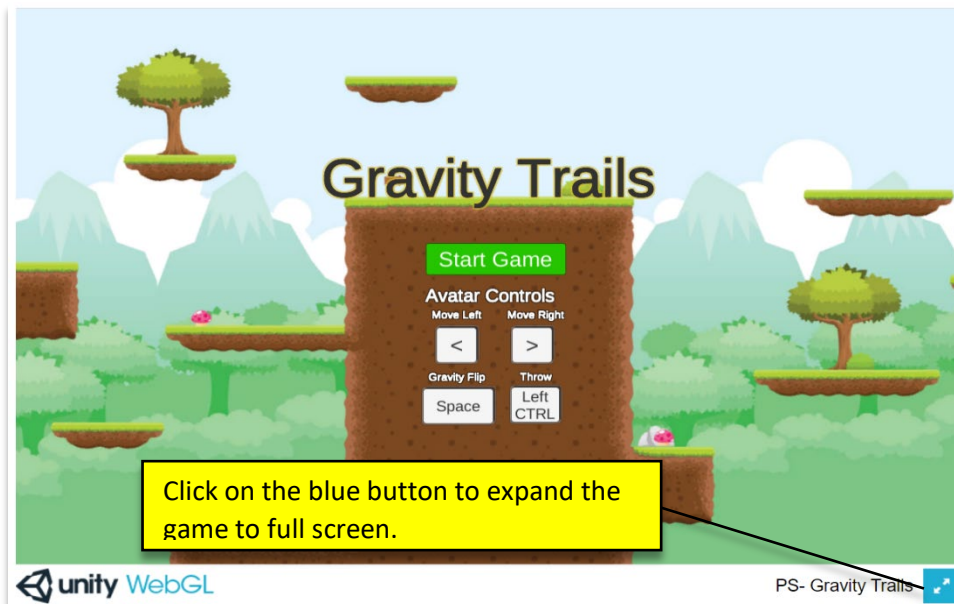 Gravity Trails
Start Game
Avatar Controls
Move Left Move Right
< >
Gravity Flip Throw
Space Left CTRL
Click on the blue button to expand the
game to full screen.
unity WebGL PS- Gravity Trails